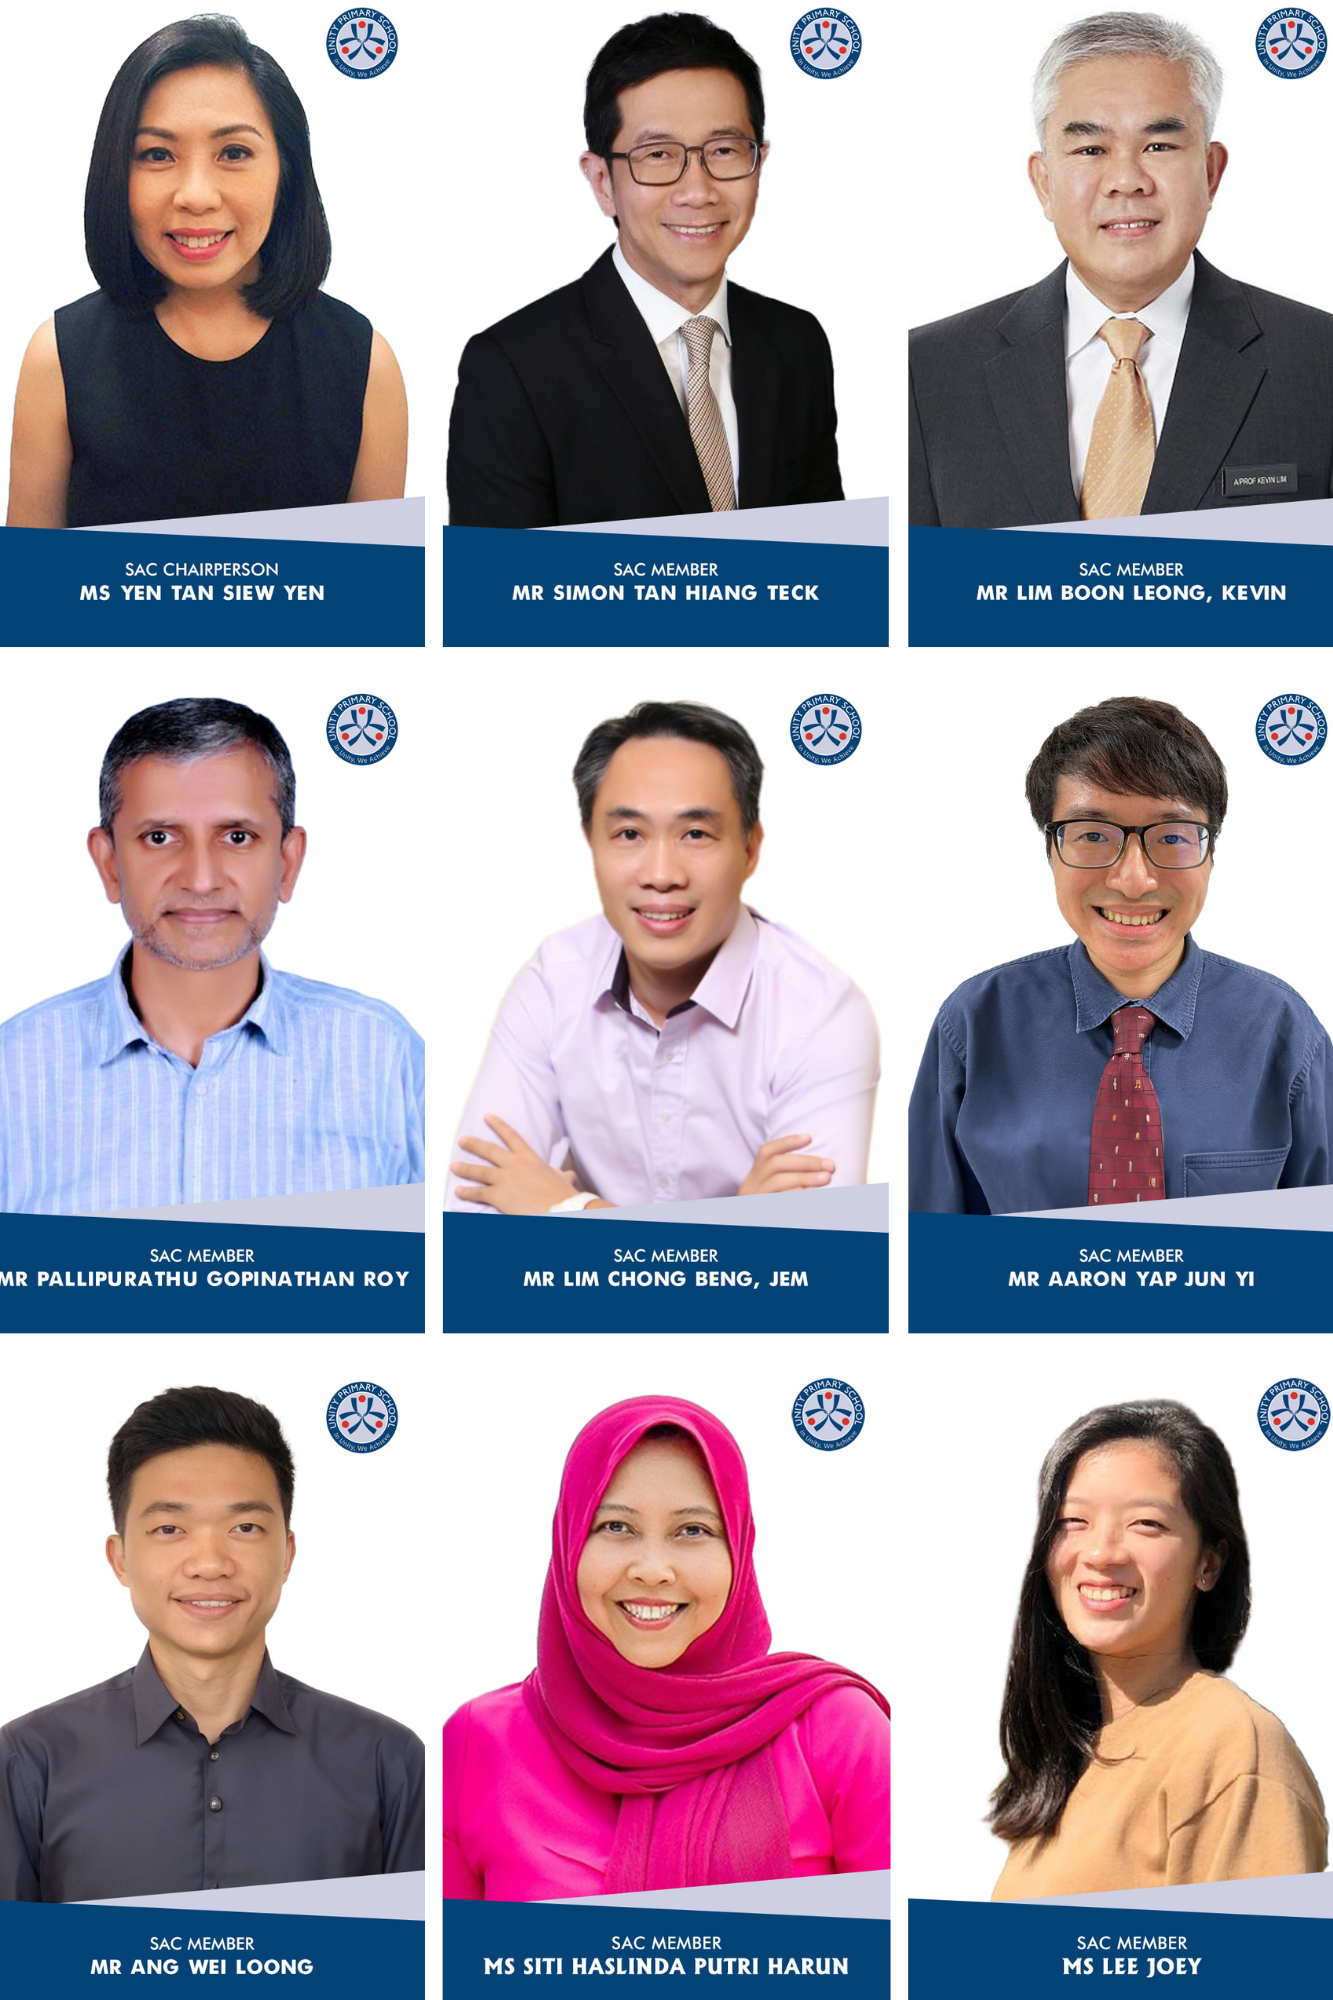 UNITY PRIMARY SCHOOL
In Unity, We Achieve
UNITY PRIMARY SCHOOL
In Unity, We Achieve
UNITY PRIMARY SCHOOL
In Unity, We Achieve
A/PROF KEVIN LIM
SAC CHAIRPERSON
MS YEN TAN SIEW YEN
SAC MEMBER
MR SIMON TAN HIANG TECK
SAC MEMBER
MR LIM BOON LEONG, KEVIN
UNITY PRIMARY SCHOOL
In Unity, We Achieve
UNITY PRIMARY SCHOOL
In Unity, We Achieve
UNITY PRIMARY SCHOOL
In Unity, We Achieve
SAC MEMBER
MR PALLIPURATHU GOPINATHAN ROY
SAC MEMBER
MR LIM CHONG BENG, JEM
SAC MEMBER
MR AARON YAP JUN YI
UNITY PRIMARY SCHOOL
In Unity, We Achieve
UNITY PRIMARY SCHOOL
In Unity, We Achieve
UNITY PRIMARY SCHOOL
In Unity, We Achieve
SAC MEMBER
MR ANG WEI LOONG
SAC MEMBER
MS SITI HASLINDA PUTRI HARUN
SAC MEMBER
MS LEE JOEY